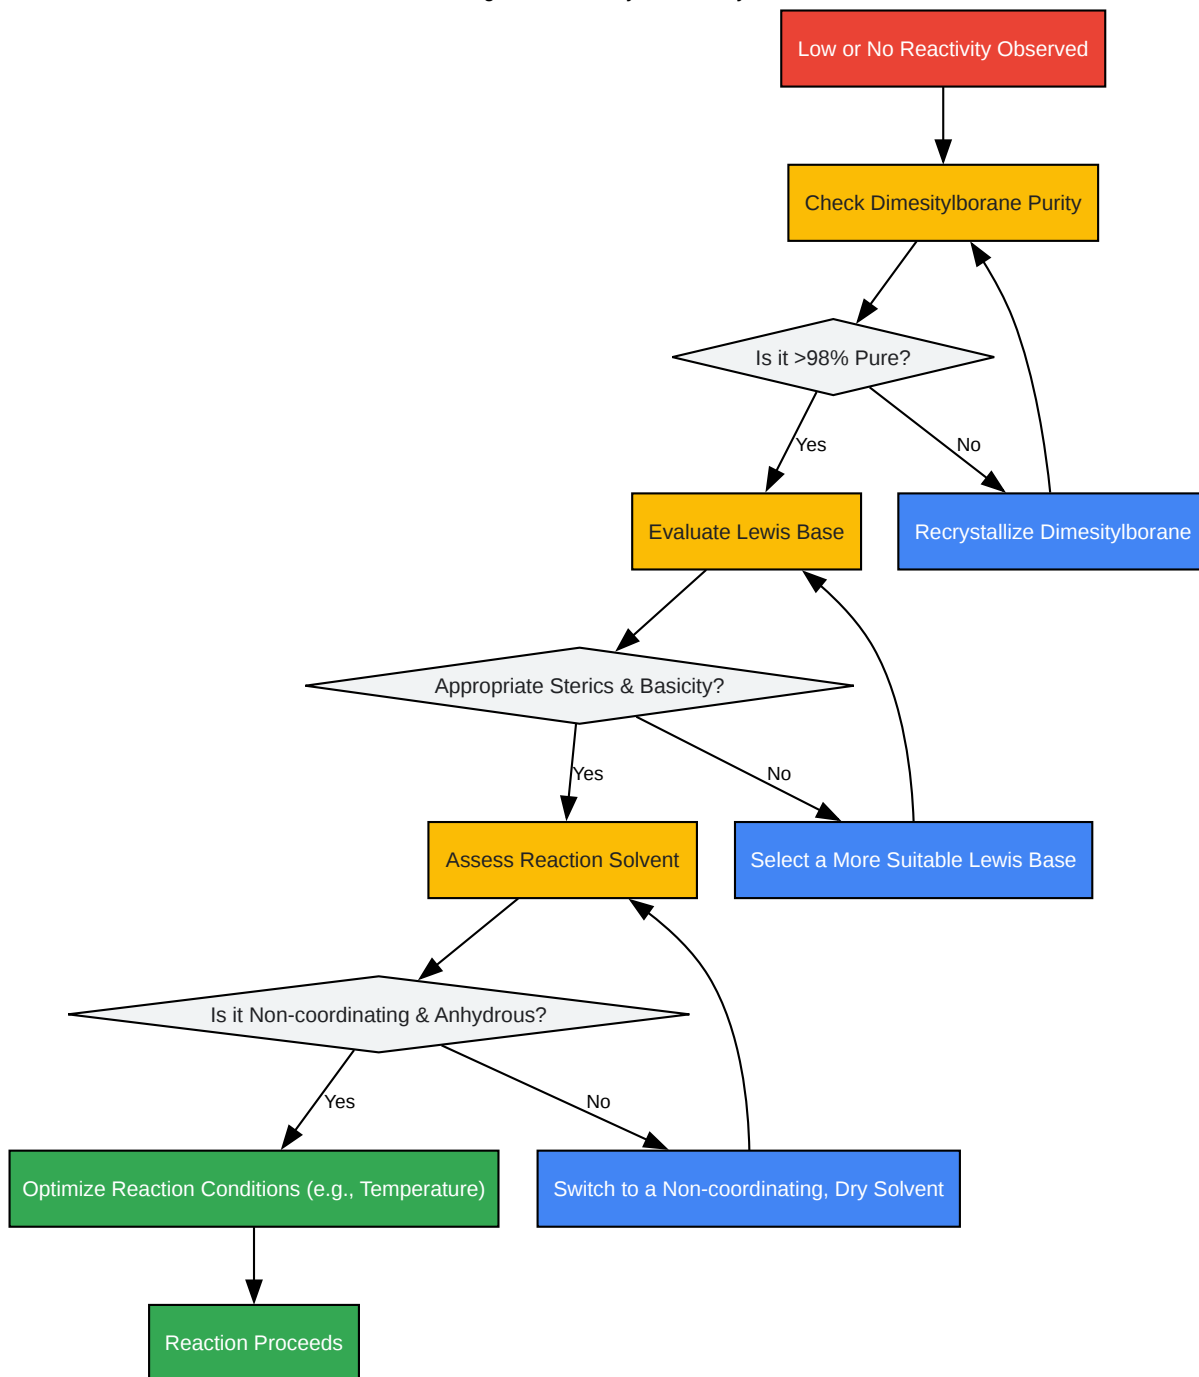 Low or No Reactivity Observed
Check Dimesitylborane Purity
Is it >98% Pure?
Yes
No
Evaluate Lewis Base
Recrystallize Dimesitylborane
Appropriate Sterics & Basicity?
Yes
No
Assess Reaction Solvent
Select a More Suitable Lewis Base
Is it Non-coordinating & Anhydrous?
Yes
No
Optimize Reaction Conditions (e.g., Temperature)
Switch to a Non-coordinating, Dry Solvent
Reaction Proceeds